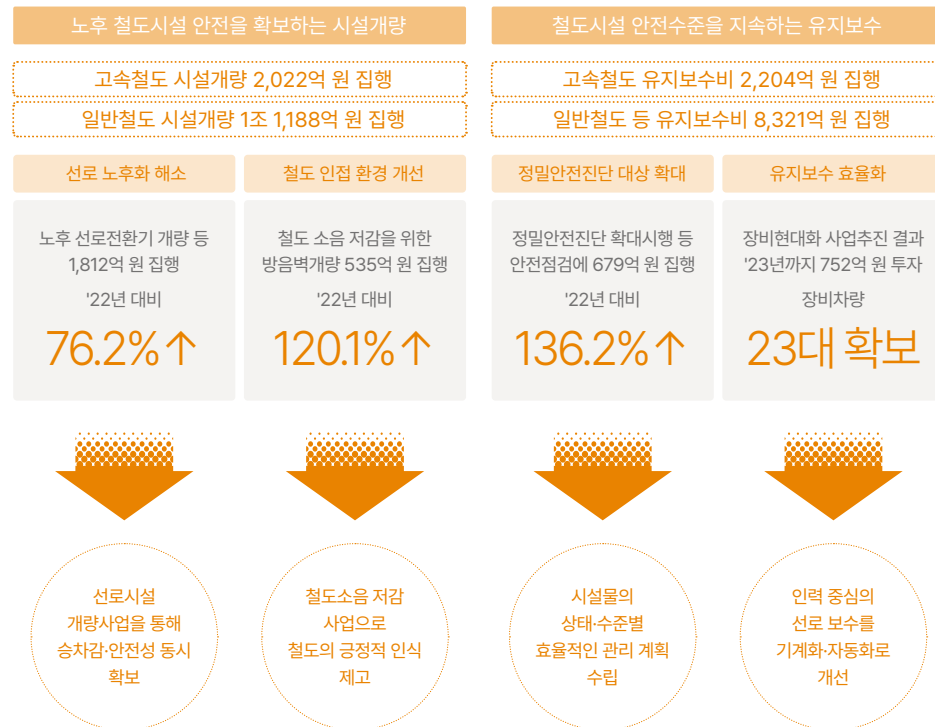 노후 철도시설 안전을 확보하는 시설개량
고속철도 시설개량 2,022억 원 집행
일반철도 시설개량 1조 1,188억 원 집행
선로 노후화 해소
노후 선로전환기 개량 등
1,812억 원 집행
'22년 대비
76.2%↑
선로시설
개량사업을 통해
승차감·안전성 동시
확보
철도 인접 환경 개선
철도 소음 저감을 위한
방음벽개량 535억 원 집행
'22년 대비
120.1%↑
철도소음 저감
사업으로
철도의 긍정적 인식
제고
철도시설 안전수준을 지속하는 유지보수
고속철도 유지보수비 2,204억 원 집행
일반철도 등 유지보수비 8,321억 원 집행
정밀안전진단 대상 확대
정밀안전진단 확대시행 등
안전점검에 679억 원 집행
'22년 대비
136.2%↑
시설물의
상태·수준별
효율적인 관리 계획
수립
유지보수 효율화
장비현대화 사업추진 결과
'23년까지 752억 원 투자
장비차량
23대 확보
인력 중심의
선로 보수를
기계화·자동화로
개선